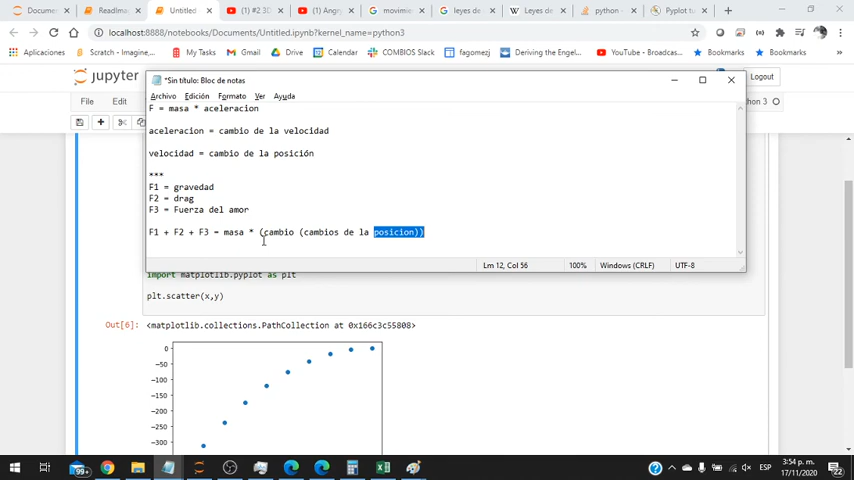 Documen
ReadImag
Untitled
(1) #2 3D
(1) Angry
movimie
leyes de
Leyes de
python -
Pyplot tu
localhost:8888/notebooks/Documents/Untitled.ipynb?kernel_name=python3
Aplicaciones
Scratch - Imagine...
My Tasks
Gmail
Drive
Calendar
COMBIOS Slack
fagomezj
Deriving the Eigen...
YouTube - Broadcas...
Bookmarks
Bookmarks
jupyter
Logout
File
Edit
on 3
*Sin título: Bloc de notas
Archivo Edición Formato Ver Ayuda
F = masa * aceleracion
aceleracion = cambio de la velocidad
velocidad = cambio de la posición
***
F1 = gravedad
F2 = drag
F3 = Fuerza del amor
F1 + F2 + F3 = masa * (cambio (cambios de la posicion))
Ln 12, Col 56 100% Windows (CRLF) UTF-8
import matplotlib.pyplot as plt
plt.scatter(x,y)
Out[6]: <matplotlib.collections.PathCollection at 0x166c3c55808>
0
-50
-100
-150
-200
-250
-300
99+
ESP
3:54 p. m.
17/11/2020
22